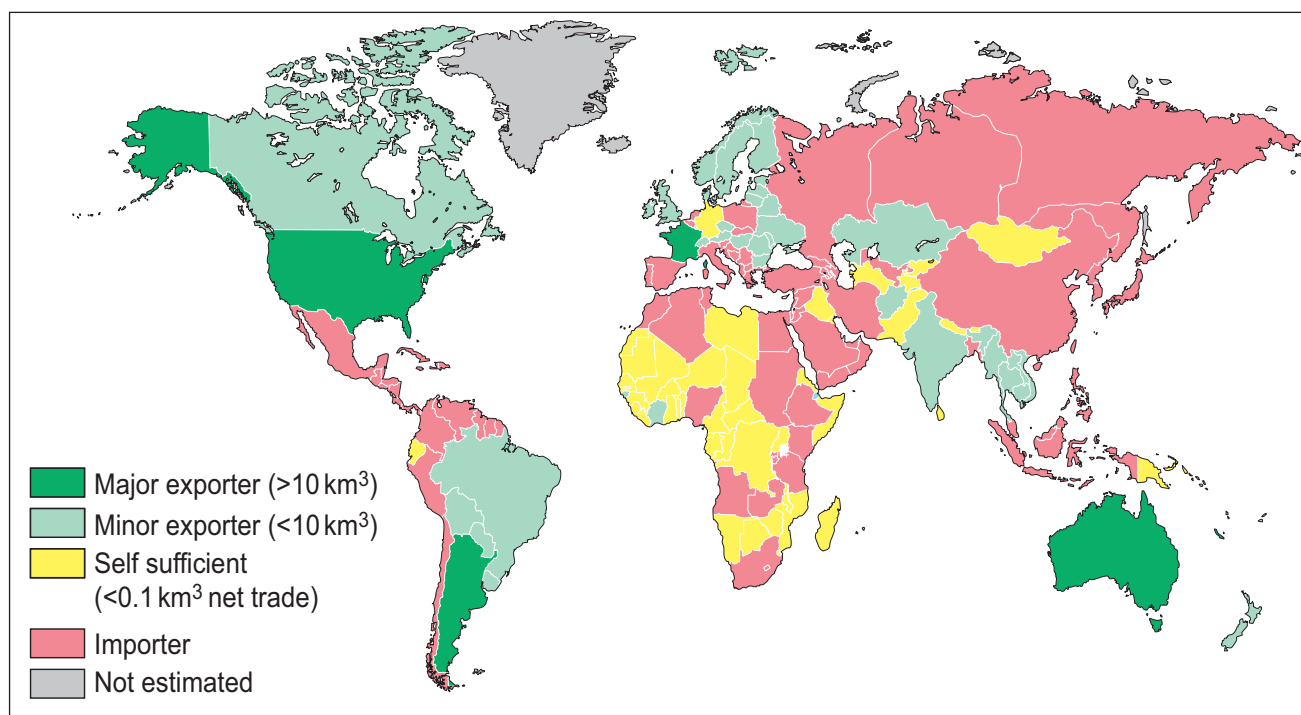 Major exporter (>10 km³)
Minor exporter (<10 km³)
Self sufficient
(<0.1 km³ net trade)
Importer
Not estimated